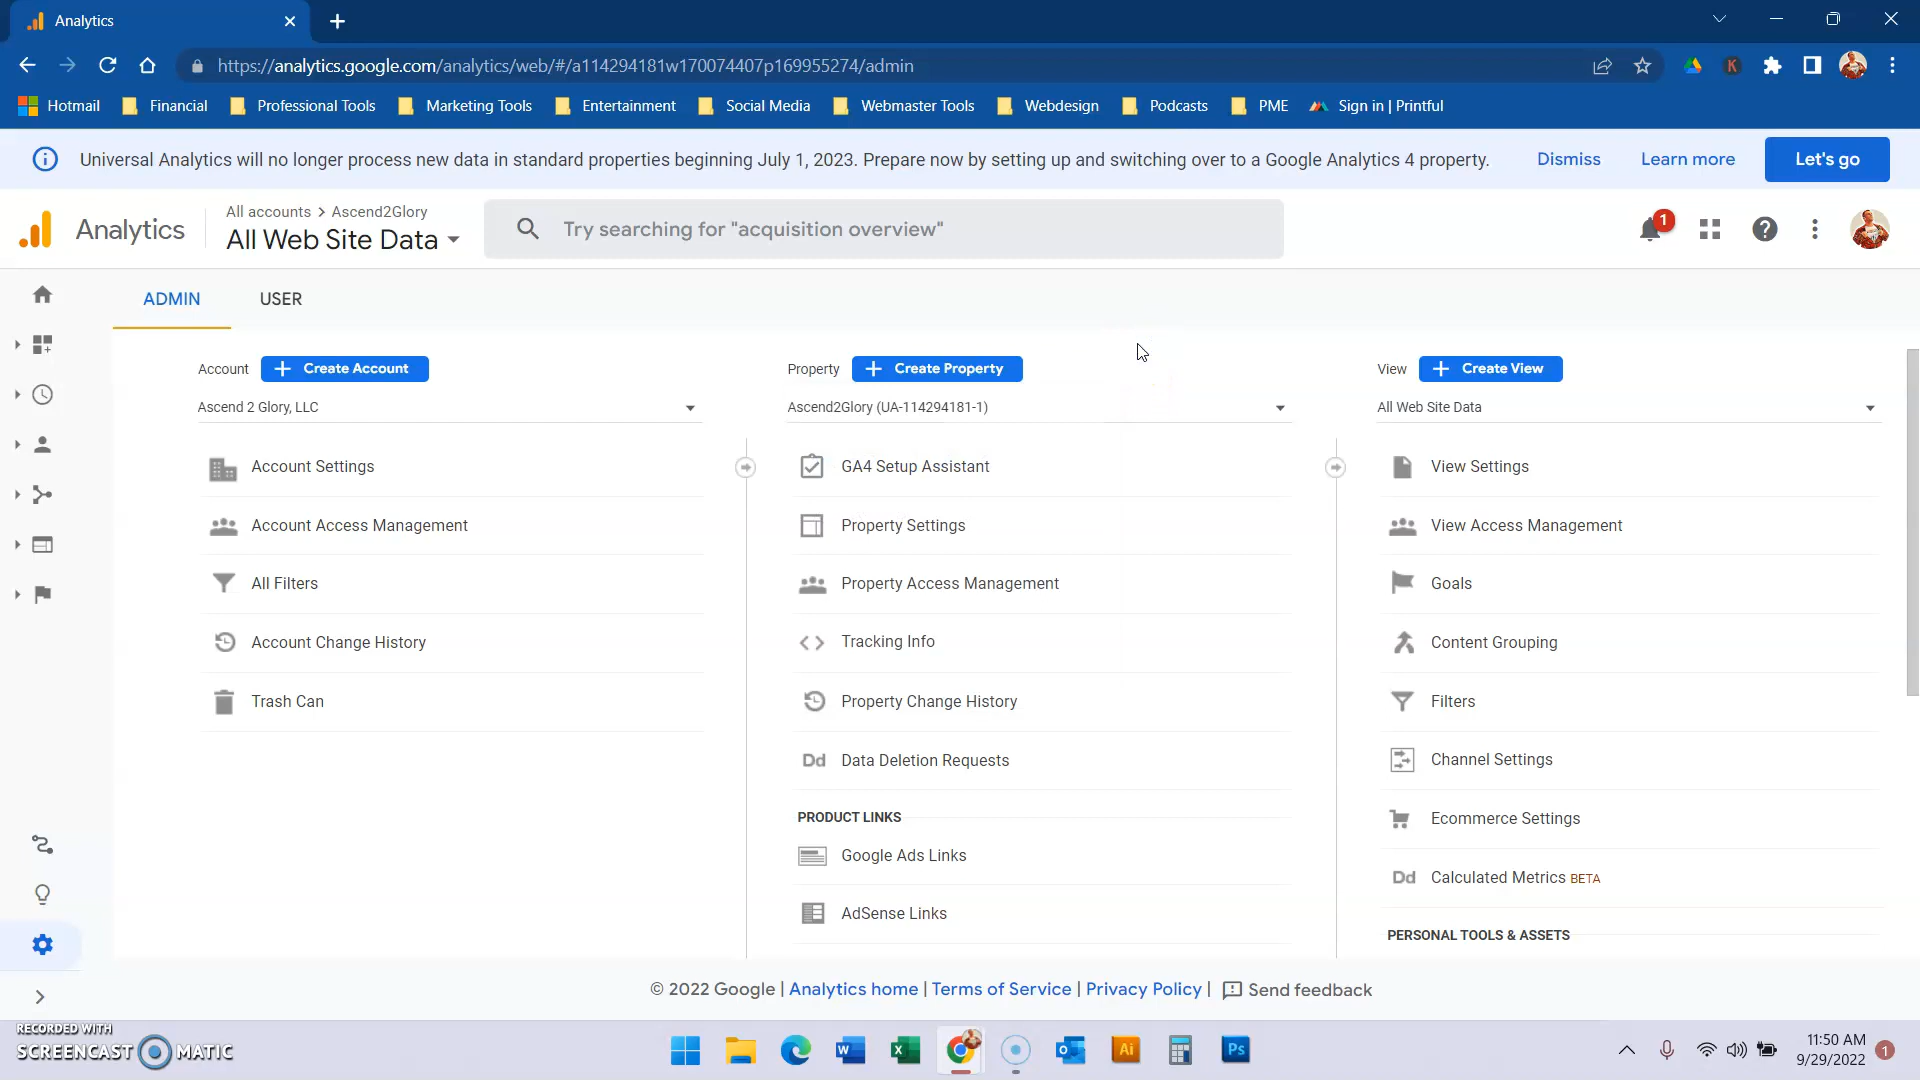 Analytics
https://analytics.google.com/analytics/web/#/a114294181w170074407p169955274/admin
K
Hotmail
Financial
Professional Tools
Marketing Tools
Entertainment
Social Media
Webmaster Tools
Webdesign
Podcasts
PME
Sign in | Printful
Universal Analytics will no longer process new data in standard properties beginning July 1, 2023. Prepare now by setting up and switching over to a Google Analytics 4 property.
Dismiss
Learn more
Let's go
Analytics
All accounts > Ascend2Glory
All Web Site Data
Try searching for "acquisition overview"
1
ADMIN
USER
Account
Create Account
Ascend 2 Glory, LLC
Account Settings
Account Access Management
All Filters
Account Change History
Trash Can
Property
Create Property
Ascend2Glory (UA-114294181-1)
GA4 Setup Assistant
Property Settings
Property Access Management
Tracking Info
Property Change History
Dd Data Deletion Requests
PRODUCT LINKS
Google Ads Links
AdSense Links
View
Create View
All Web Site Data
View Settings
View Access Management
Goals
Content Grouping
Filters
Channel Settings
Ecommerce Settings
Dd Calculated Metrics BETA
PERSONAL TOOLS & ASSETS
© 2022 Google | Analytics home | Terms of Service | Privacy Policy | Send feedback
RECORDED WITH
SCREENCAST MATIC
W
X
Ai
Ps
11:50 AM
9/29/2022
1